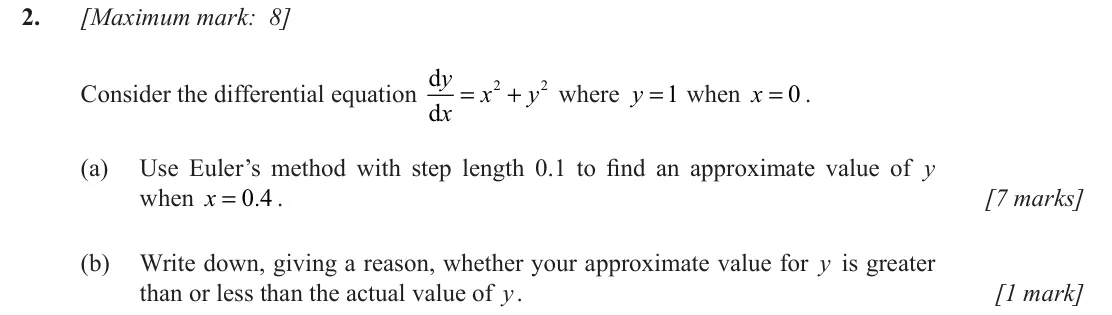 2. [Maximum mark: 8]
Consider the differential equation dy/dx = x² + y² where y = 1 when x = 0.
(a) Use Euler’s method with step length 0.1 to find an approximate value of y
when x = 0.4. [7 marks]
(b) Write down, giving a reason, whether your approximate value for y is greater
than or less than the actual value of y. [1 mark]